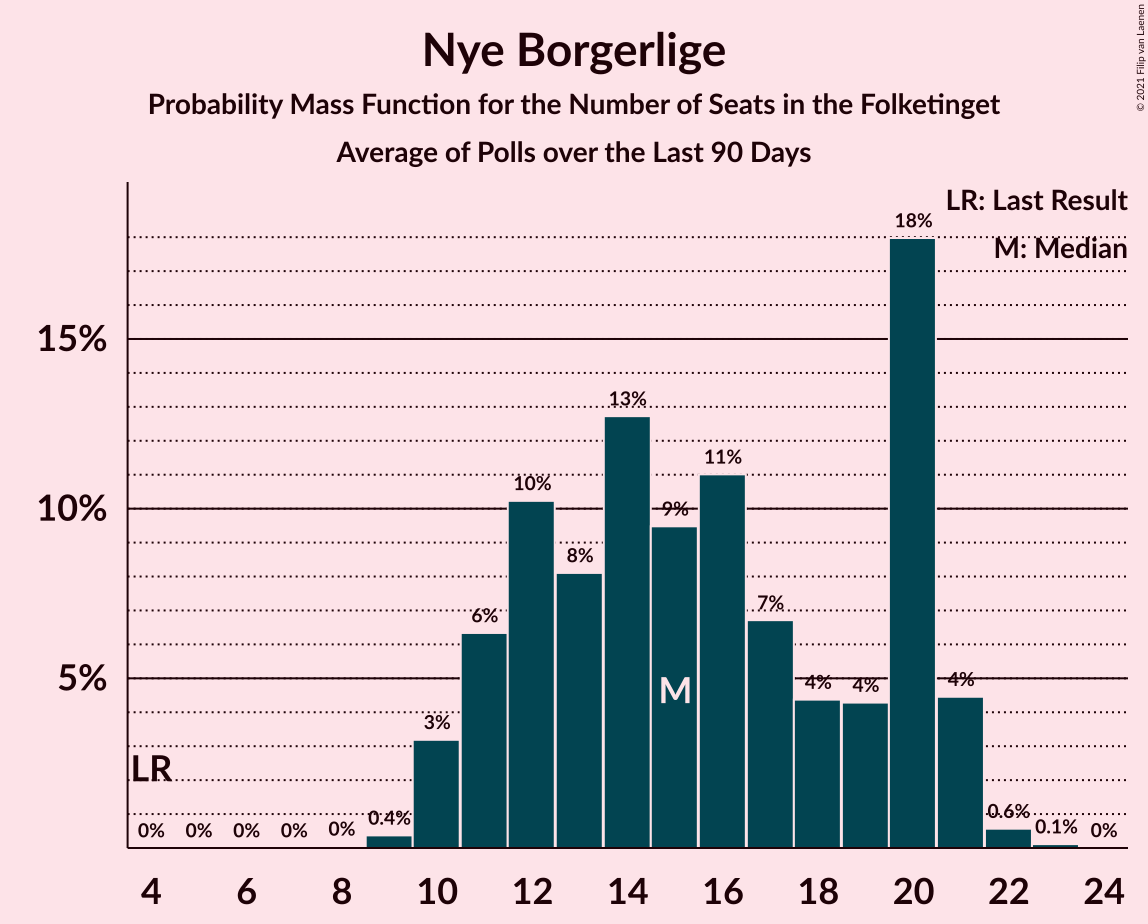 Nye Borgerlige
Probability Mass Function for the Number of Seats in the Folketinget
Average of Polls over the Last 90 Days
© 2021 Filip van Laenen
LR: Last Result
M: Median
18%
15%
13%
11%
10%
10%
9%
8%
7%
6%
5%
4%
4%
4%
M
3%
LR
0%
0%
0%
0%
0%
0.4%
0.6%
0.1%
0%
4 6 8 10 12 14 16 18 20 22 24